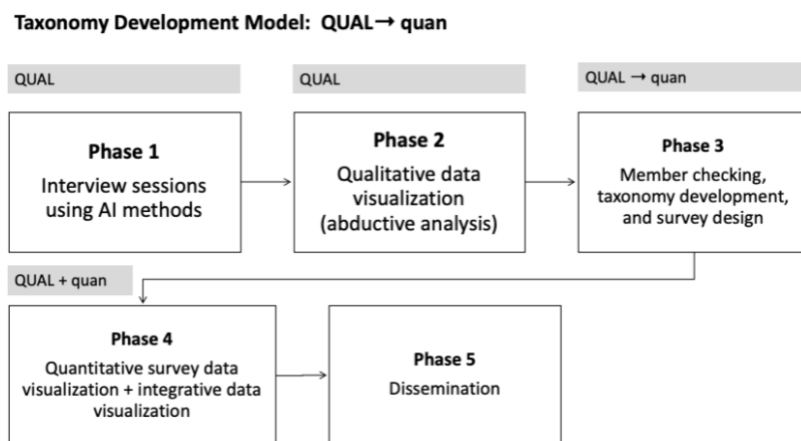 Taxonomy Development Model: QUAL→ quan
QUAL
QUAL
QUAL → quan
Phase 1
Interview sessions
using AI methods
Phase 2
Qualitative data
visualization
(abductive analysis)
Phase 3
Member checking,
taxonomy development,
and survey design
QUAL + quan
Phase 4
Quantitative survey data
visualization + integrative data
visualization
Phase 5
Dissemination